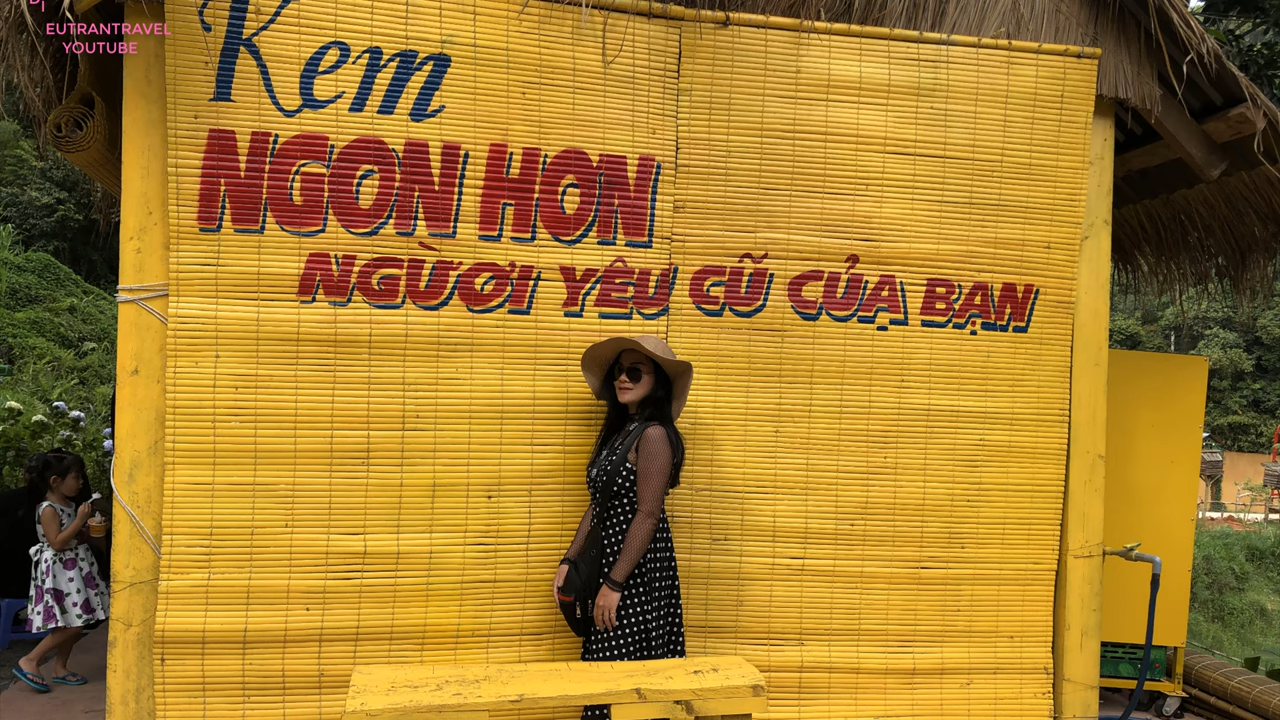 EUTRANTRAVEL
YOUTUBE
Kem
NGON HON
NGƯỜI YÊU CŨ CỦA BẠN